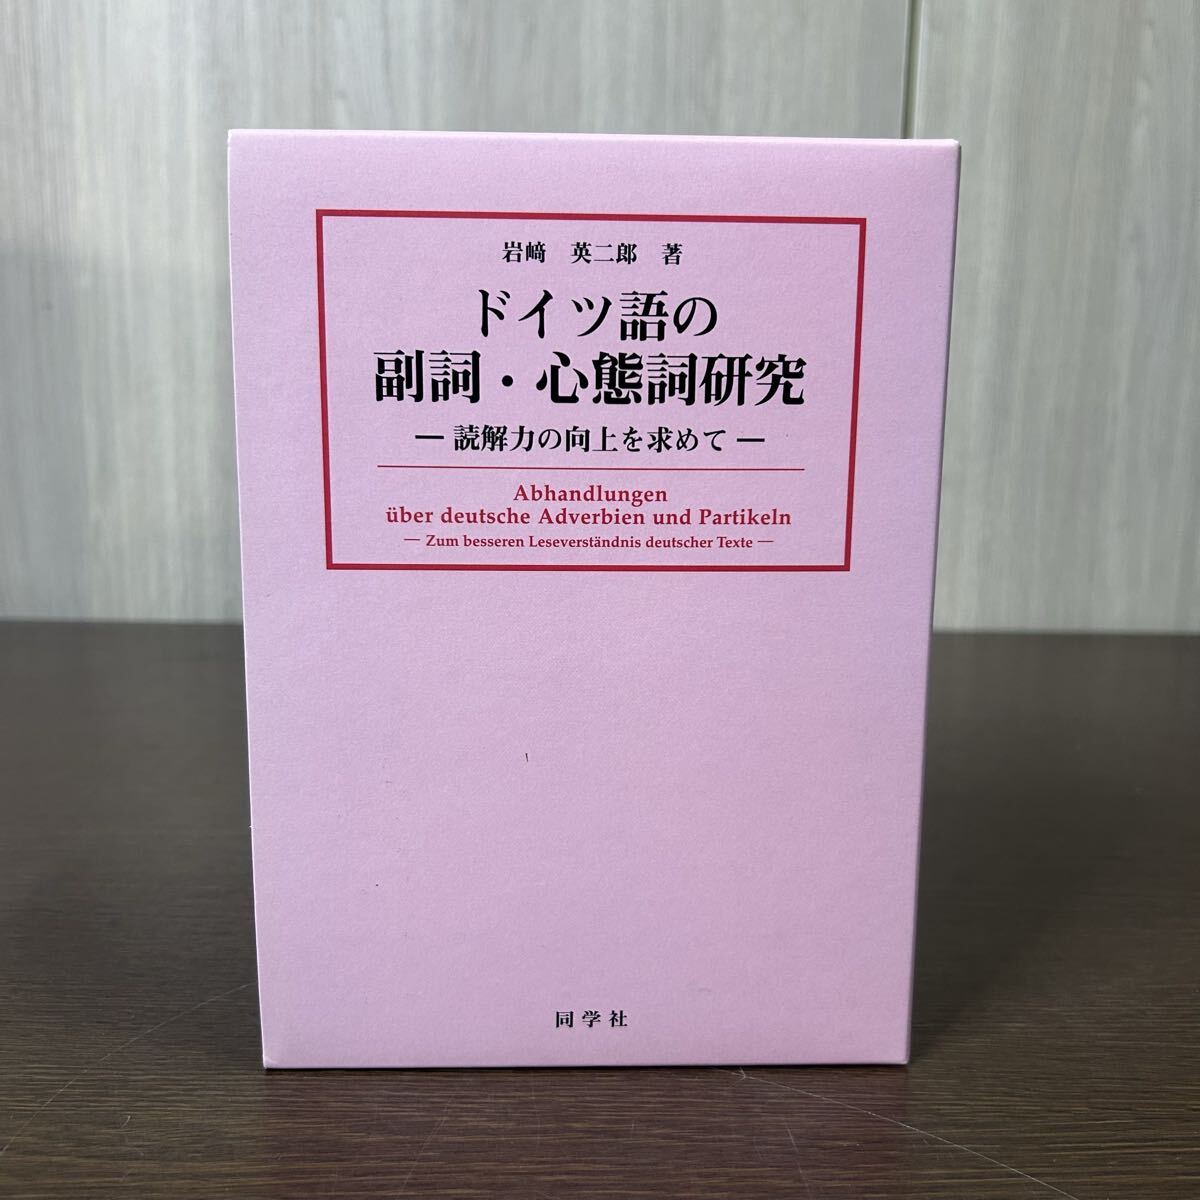 岩﨑 英二郎 著
ドイツ語の
副詞・心態詞研究
― 読解力の向上を求めて ―
Abhandlungen
über deutsche Adverbien und Partikeln
― Zum besseren Leseverständnis deutscher Texte ―
同学社